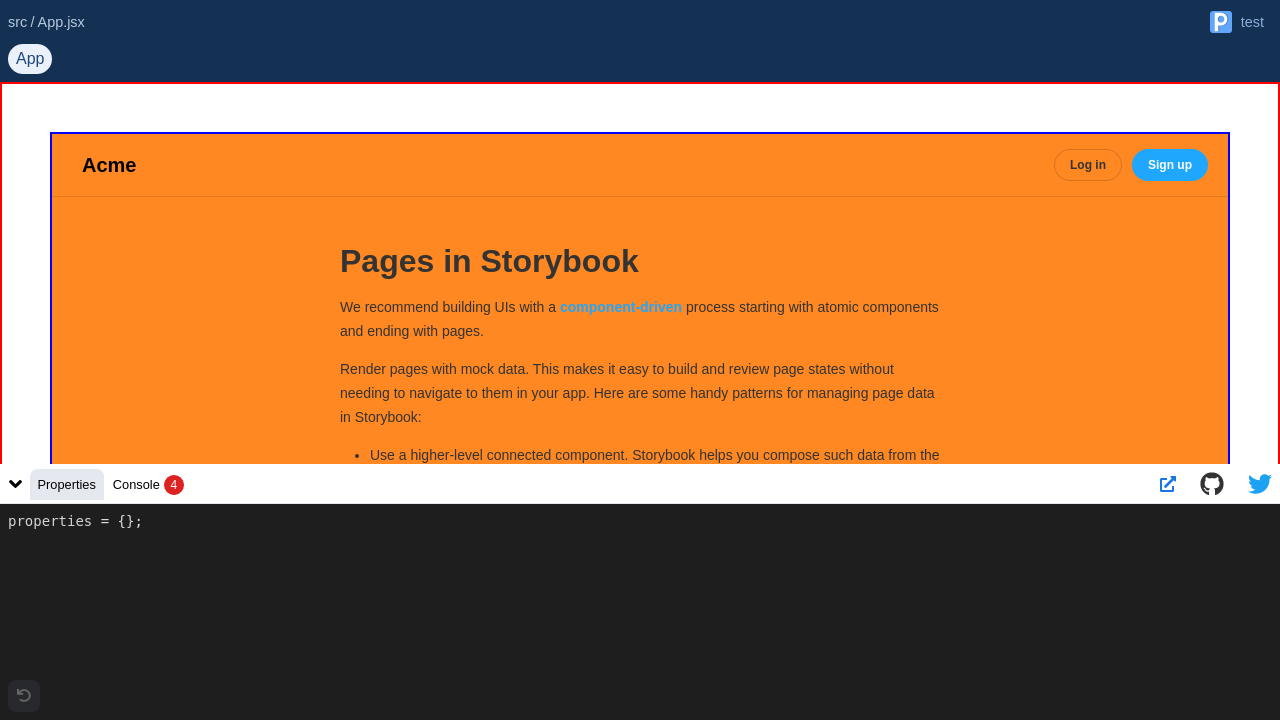 src / App.jsx
test
App
Acme
Log in
Sign up
Pages in Storybook
We recommend building UIs with a component-driven process starting with atomic components
and ending with pages.
Render pages with mock data. This makes it easy to build and review page states without
needing to navigate to them in your app. Here are some handy patterns for managing page data
in Storybook:
• Use a higher-level connected component. Storybook helps you compose such data from the
Properties
Console 4
properties = {};